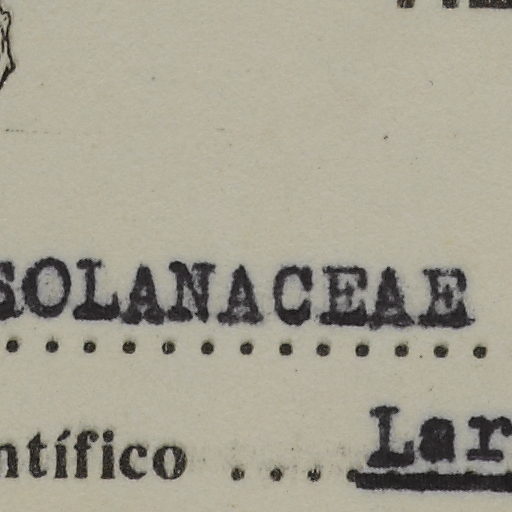 SOLANACEAE
ntífico .... Lar